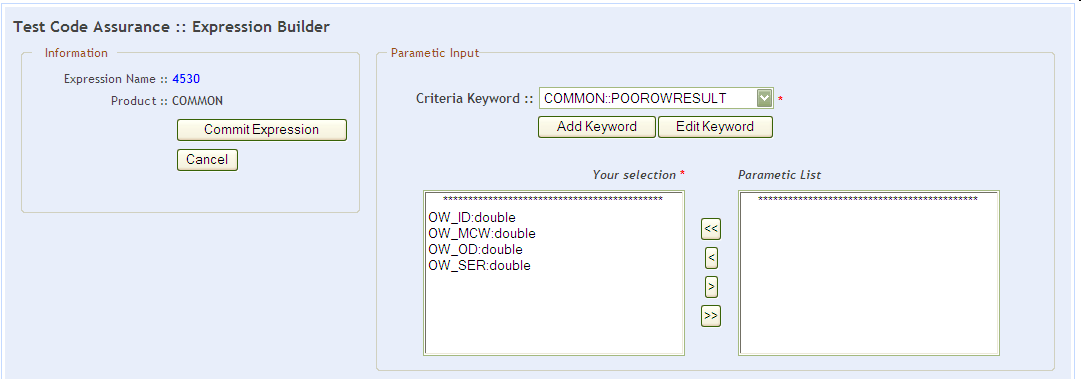 Test Code Assurance :: Expression Builder
Information
Expression Name :: 4530
Product :: COMMON
Commit Expression
Cancel
Parametic Input
Criteria Keyword :: COMMON::POOROWRESULT *
Add Keyword Edit Keyword
Your selection * Parametic List
******************************************** ********************************************
OW_ID:double
OW_MCW:double
OW_OD:double
OW_SER:double
<<
<
>
>>